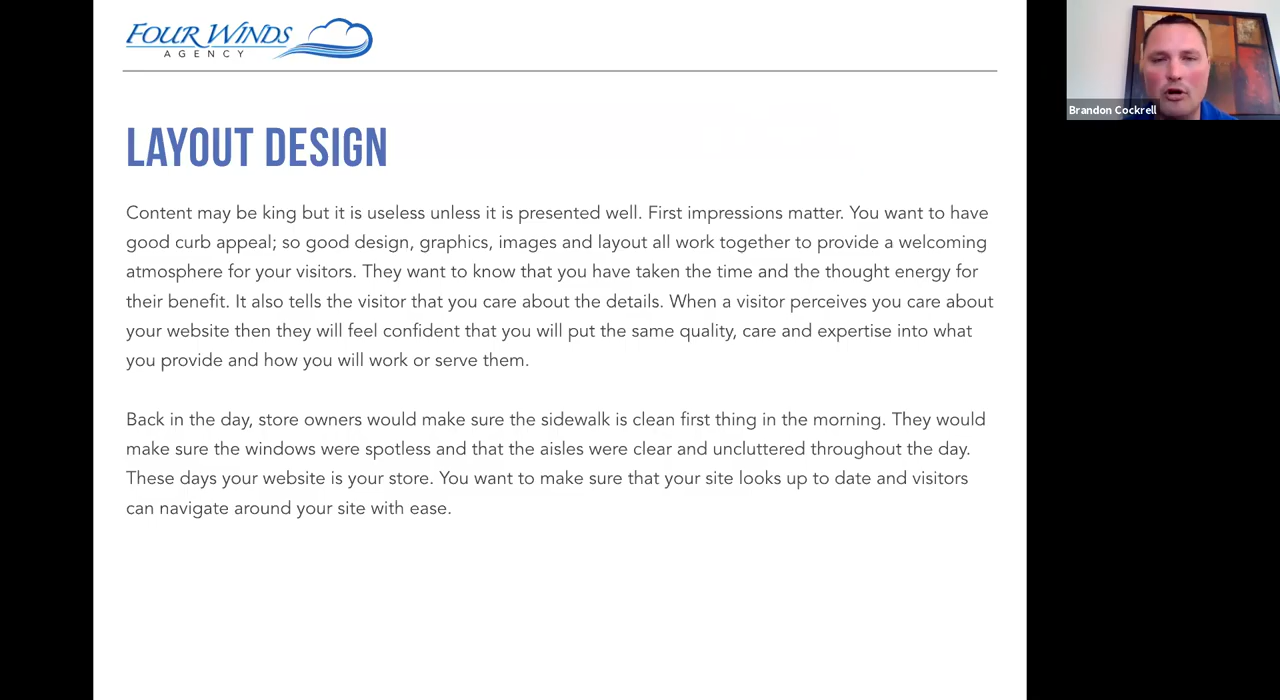 FOUR WINDS
AGENCY
Brandon Cockrell
LAYOUT DESIGN
Content may be king but it is useless unless it is presented well. First impressions matter. You want to have
good curb appeal; so good design, graphics, images and layout all work together to provide a welcoming
atmosphere for your visitors. They want to know that you have taken the time and the thought energy for
their benefit. It also tells the visitor that you care about the details. When a visitor perceives you care about
your website then they will feel confident that you will put the same quality, care and expertise into what
you provide and how you will work or serve them.
Back in the day, store owners would make sure the sidewalk is clean first thing in the morning. They would
make sure the windows were spotless and that the aisles were clear and uncluttered throughout the day.
These days your website is your store. You want to make sure that your site looks up to date and visitors
can navigate around your site with ease.